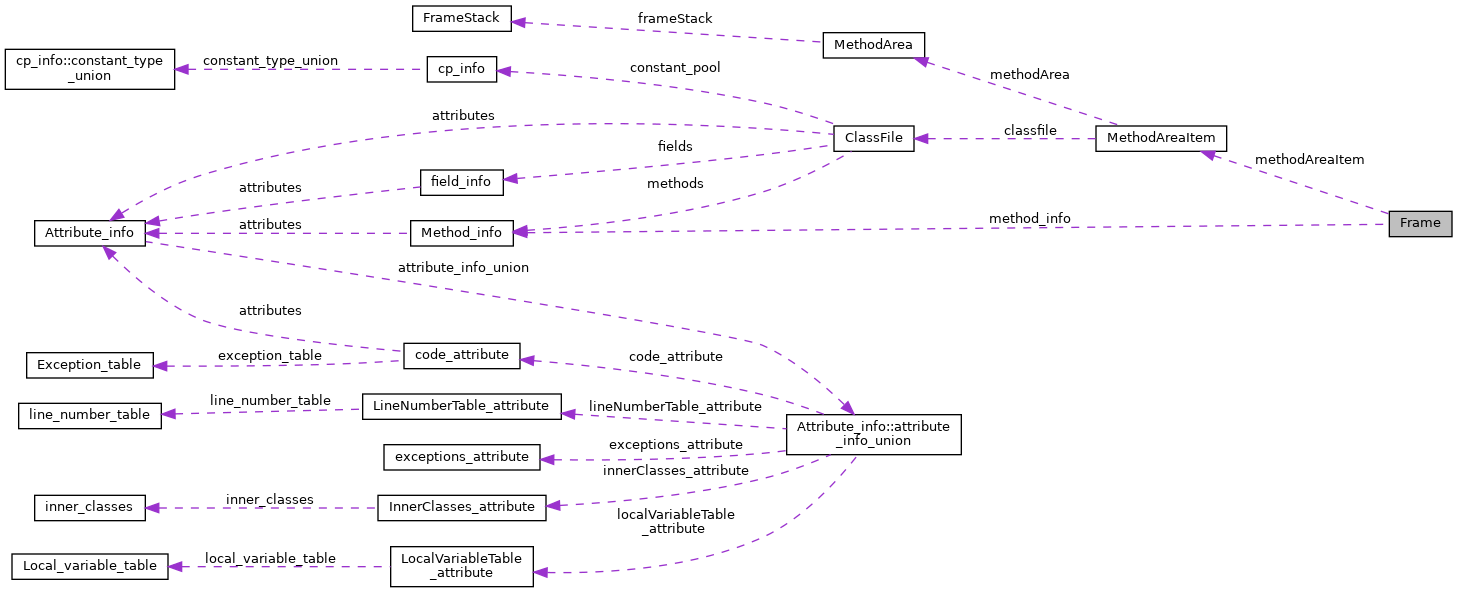 FrameStack
frameStack
MethodArea
cp_info::constant_type
_union
constant_type_union
cp_info
constant_pool
methodArea
attributes
ClassFile
classfile
MethodAreaItem
fields
methodAreaItem
field_info
methods
attributes
Attribute_info
attributes
Method_info
method_info
Frame
attribute_info_union
attributes
Exception_table
exception_table
code_attribute
code_attribute
line_number_table
line_number_table
LineNumberTable_attribute
lineNumberTable_attribute
Attribute_info::attribute
_info_union
exceptions_attribute
exceptions_attribute
innerClasses_attribute
inner_classes
inner_classes
InnerClasses_attribute
localVariableTable
_attribute
Local_variable_table
local_variable_table
LocalVariableTable
_attribute